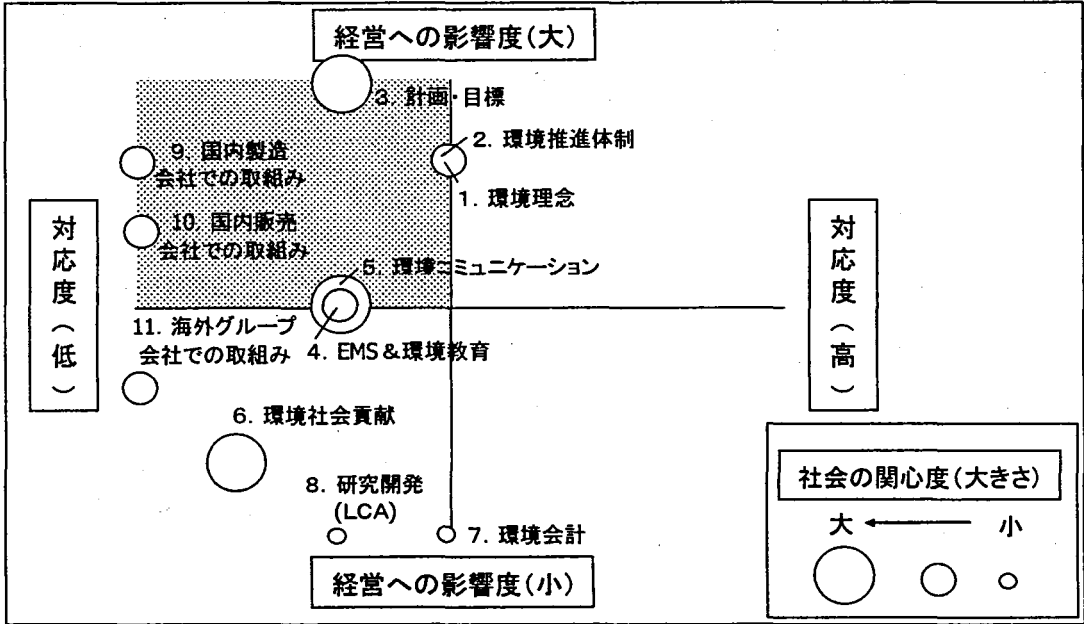 経営への影響度(大)
3. 計画・目標
2. 環境推進体制
9. 国内製造
会社での取組み
1. 環境理念
10. 国内販売
会社での取組み
対応度(低)
対応度(高)
5. 環境コミュニケーション
11. 海外グループ
会社での取組み
4. EMS&環境教育
6. 環境社会貢献
8. 研究開発
(LCA)
7. 環境会計
経営への影響度(小)
社会の関心度(大きさ)
大 小